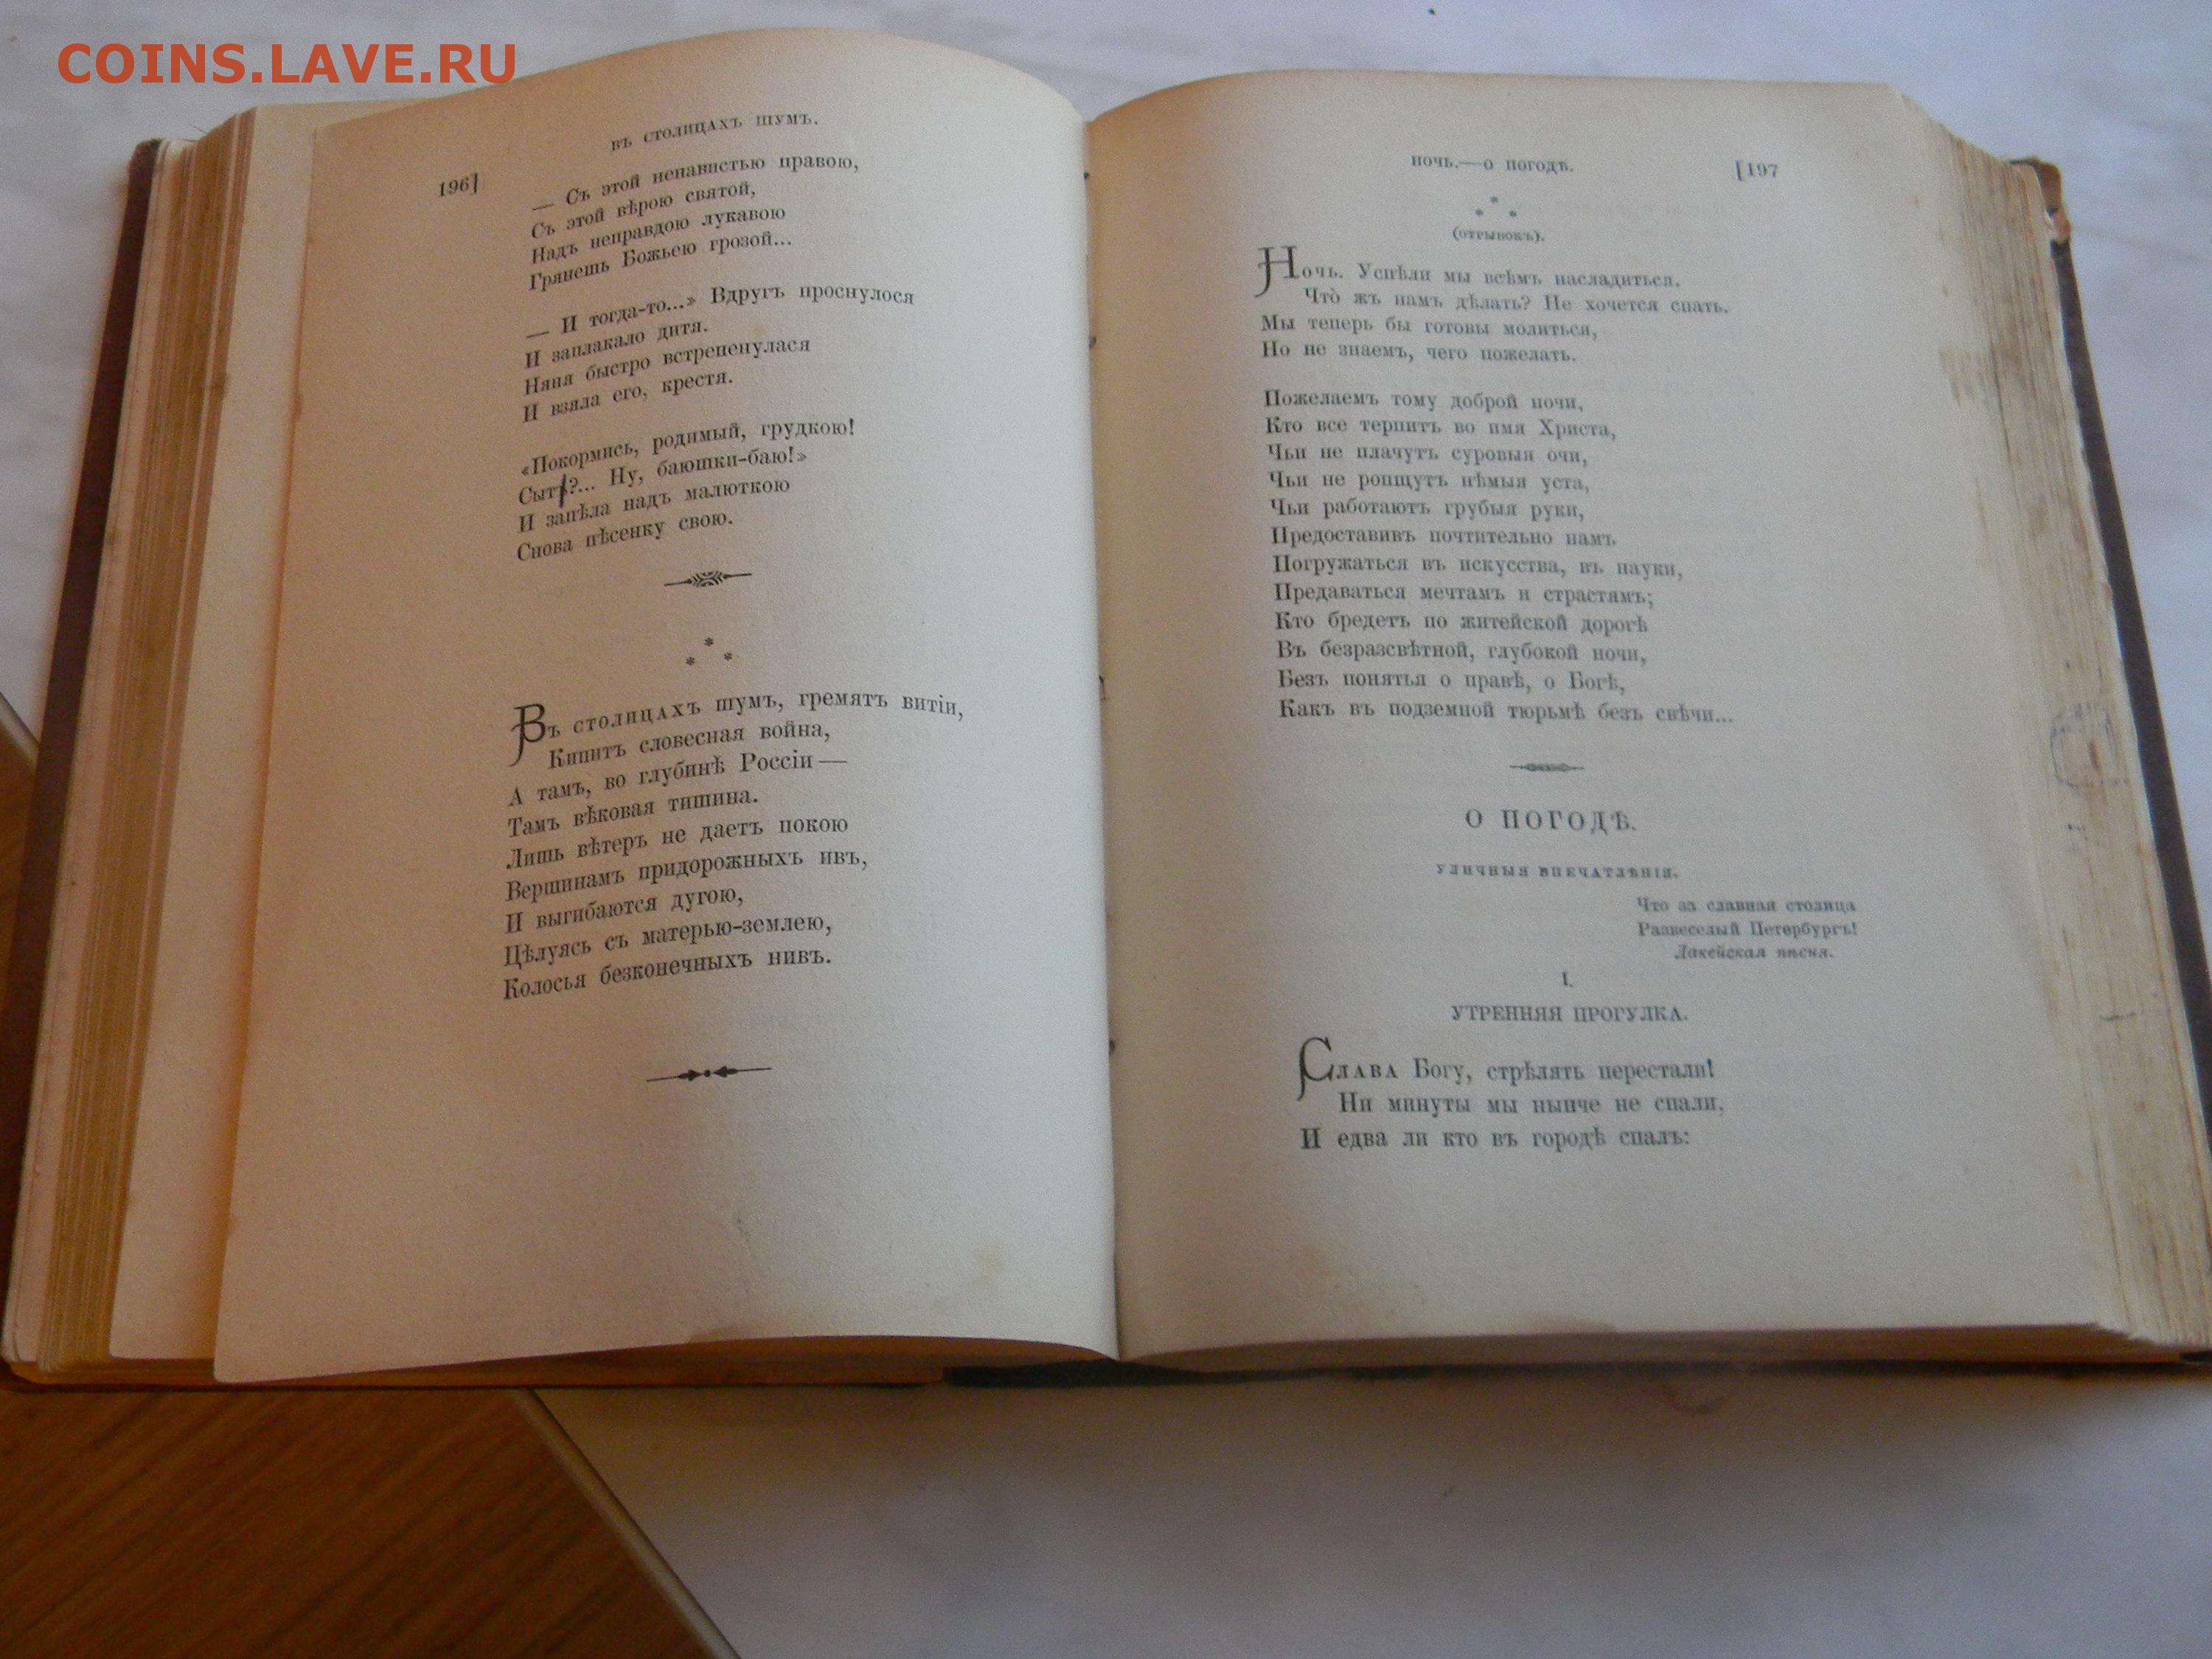 COINS.LAVE.RU
въ столицахъ шумъ.
196]
— Съ этой ненавистью правою,
Съ этой вѣрою святой,
Надъ неправдою лукавою
Грянешь Божьею грозой...
— И тогда-то...» Вдругъ проснулося
И заплакало дитя.
Няня быстро встрепенулася
И взяла его, крестя.
«Покормись, родимый, грудкою!
Сытъ?... Ну, баюшки-баю!»
И запѣла надъ малюткою
Снова пѣсенку свою.
Въ столицахъ шумъ, гремятъ витіи,
Кипитъ словесная война,
А тамъ, во глубинѣ Россіи —
Тамъ вѣковая тишина.
Лишь вѣтеръ не даетъ покою
Вершинамъ придорожныхъ ивъ,
И выгибаются дугою,
Цѣлуясь съ матерью-землею,
Колосья безконечныхъ нивъ.
ночь.—о погодѣ.
[197
(отрывокъ).
Ночь. Успѣли мы всѣмъ насладиться.
Что̀ жъ намъ дѣлать? Не хочется спать.
Мы теперь бы готовы молиться,
Но не знаемъ, чего пожелать.
Пожелаемъ тому доброй ночи,
Кто все терпитъ во имя Христа,
Чьи не плачутъ суровыя очи,
Чьи не ропщутъ нѣмыя уста,
Чьи работаютъ грубыя руки,
Предоставивъ почтительно намъ
Погружаться въ искусства, въ науки,
Предаваться мечтамъ и страстямъ;
Кто бредетъ по житейской дорогѣ
Въ безразсвѣтной, глубокой ночи,
Безъ понятья о правѣ, о Богѣ,
Какъ въ подземной тюрьмѣ безъ свѣчи...
О ПОГОДѢ.
УЛИЧНЫЯ ВПЕЧАТЛѢНІЯ.
Что за славная столица
Развеселый Петербургъ!
Лакейская пѣсня.
I.
УТРЕННЯЯ ПРОГУЛКА.
Слава Богу, стрѣлять перестали!
Ни минуты мы нынче не спали,
И едва ли кто въ городѣ спалъ: